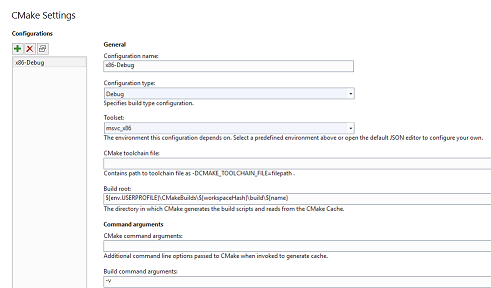 CMake Settings
Configurations
x86-Debug
General
Configuration name:
x86-Debug
Configuration type:
Debug
Specifies build type configuration.
Toolset:
msvc_x86
The environment this configuration depends on. Select a predefined environment above or open the default JSON editor to configure your own.
CMake toolchain file:
Contains path to toolchain file as -DCMAKE_TOOLCHAIN_FILE=filepath .
Build root:
${env.USERPROFILE}\CMakeBuilds\${workspaceHash}\build\${name}
The directory in which CMake generates the build scripts and reads from the CMake Cache.
Command arguments
CMake command arguments:
Additional command line options passed to CMake when invoked to generate cache.
Build command arguments:
-v